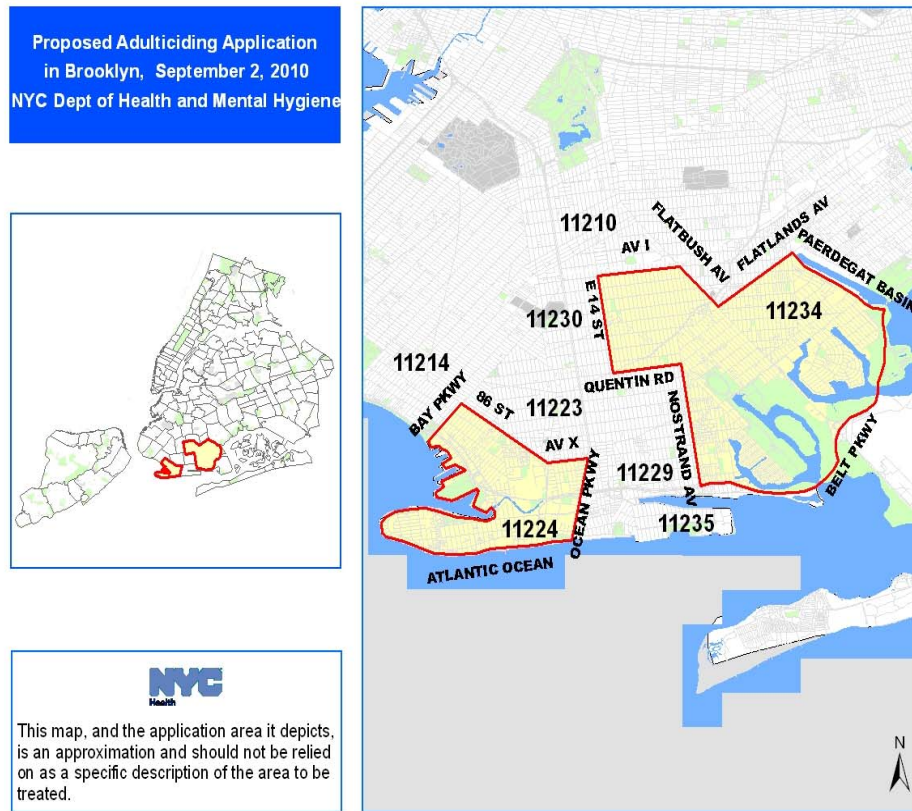 Proposed Adulticiding Application
in Brooklyn, September 2, 2010
NYC Dept of Health and Mental Hygiene
11210
AV I
FLATBUSH AV
FLATLANDS AV
PAERDEGAT BASIN
E 14 ST
11230
11234
11214
QUENTIN RD
BAY PKWY
86 ST
11223
NOSTRAND AV
AV X
OCEAN PKWY
11229
BELT PKWY
11224
11235
ATLANTIC OCEAN
NYC
Health
This map, and the application area it depicts,
is an approximation and should not be relied
on as a specific description of the area to be
treated.
N